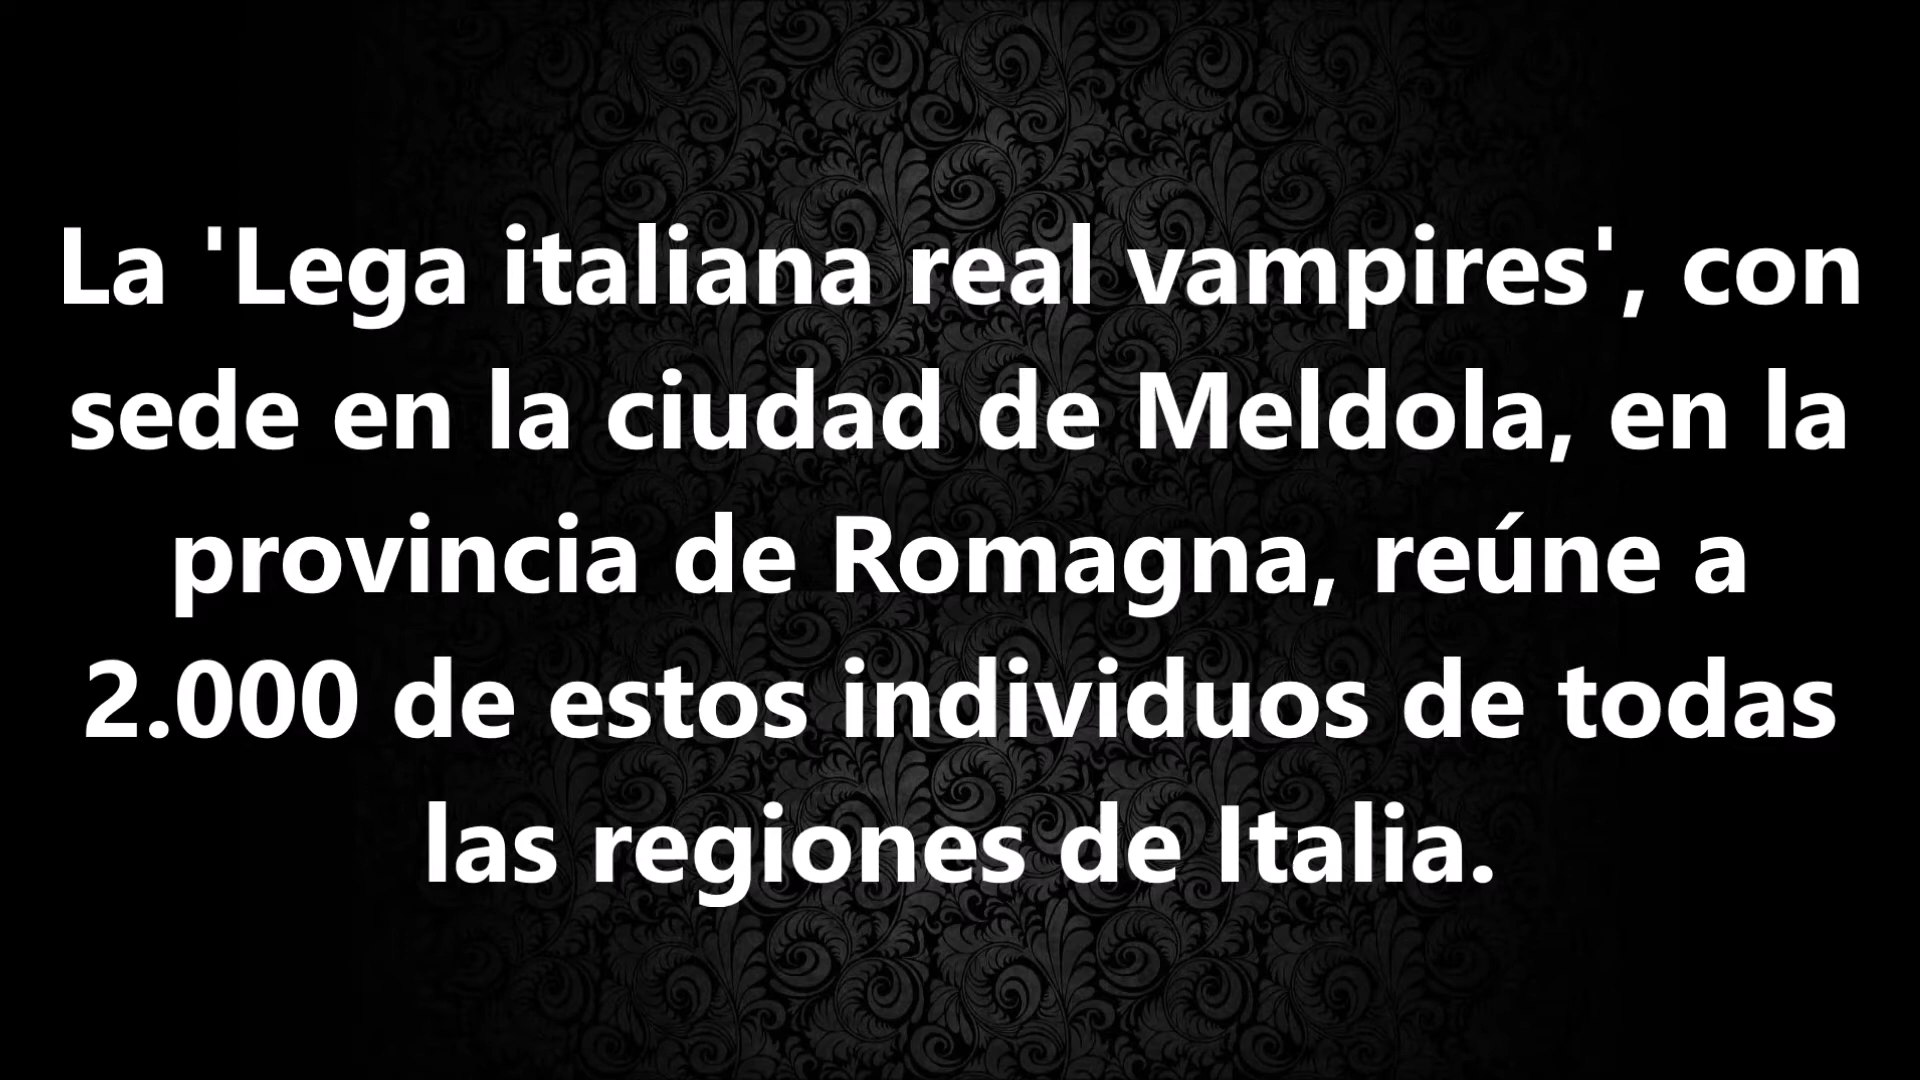 La 'Lega italiana real vampires', con
sede en la ciudad de Meldola, en la
provincia de Romagna, reúne a
2.000 de estos individuos de todas
las regiones de Italia.